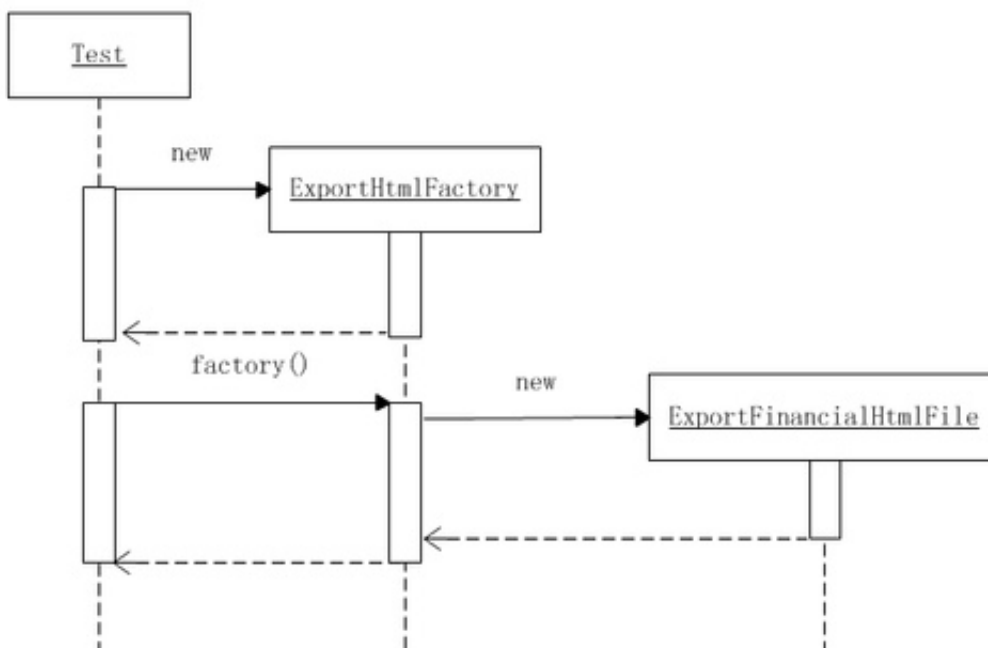 Test
new
ExportHtmlFactory
factory()
new
ExportFinancialHtmlFile